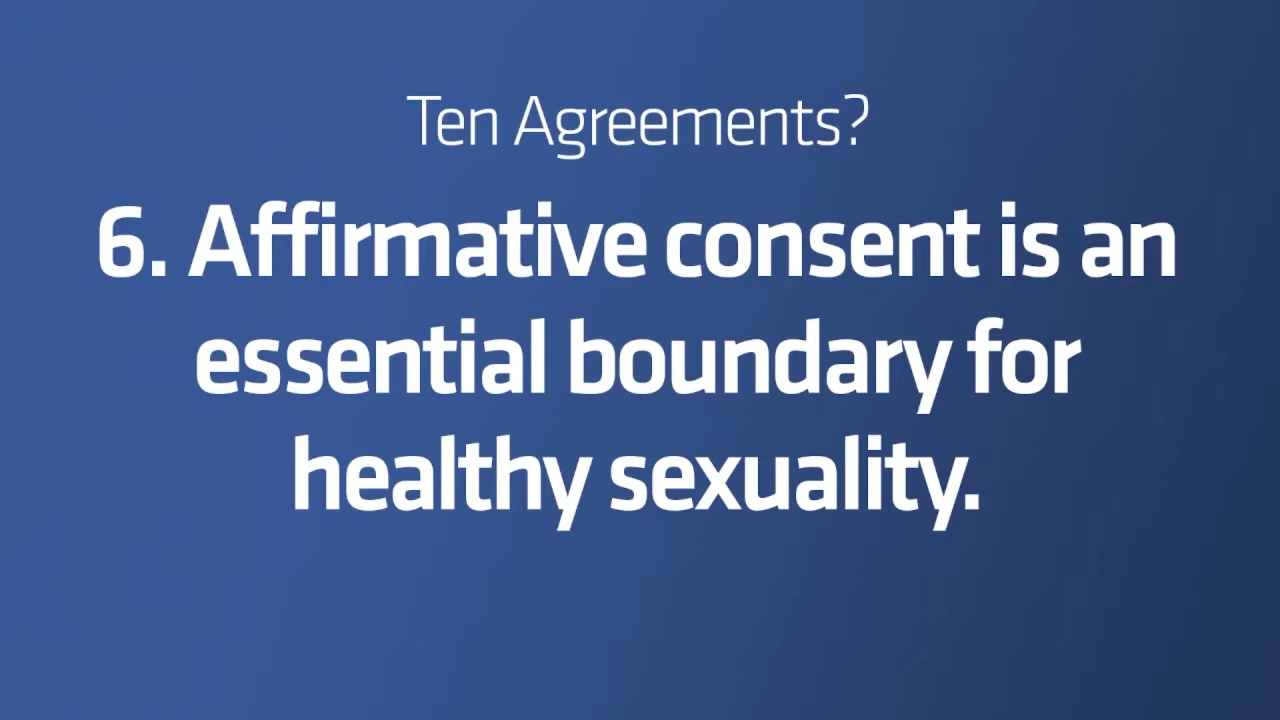 Ten Agreements?
6. Affirmative consent is an
essential boundary for
healthy sexuality.